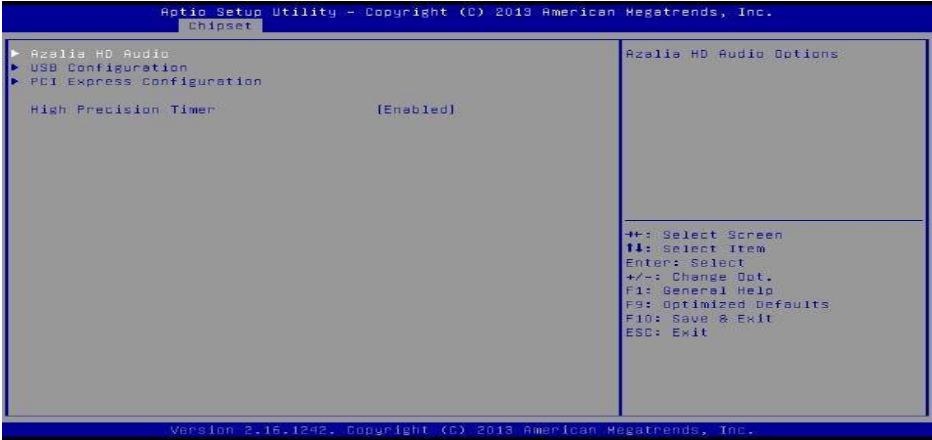 Aptio Setup Utility - Copyright (C) 2013 American Megatrends, Inc.
Chipset
▶ Azalia HD Audio
▶ USB Configuration
▶ PCI Express Configuration
High Precision Timer [Enabled]
Azalia HD Audio Options
→←: Select Screen
↑↓: Select Item
Enter: Select
+/-: Change Opt.
F1: General Help
F9: Optimized Defaults
F10: Save & Exit
ESC: Exit
Version 2.16.1242. Copyright (C) 2013 American Megatrends, Inc.